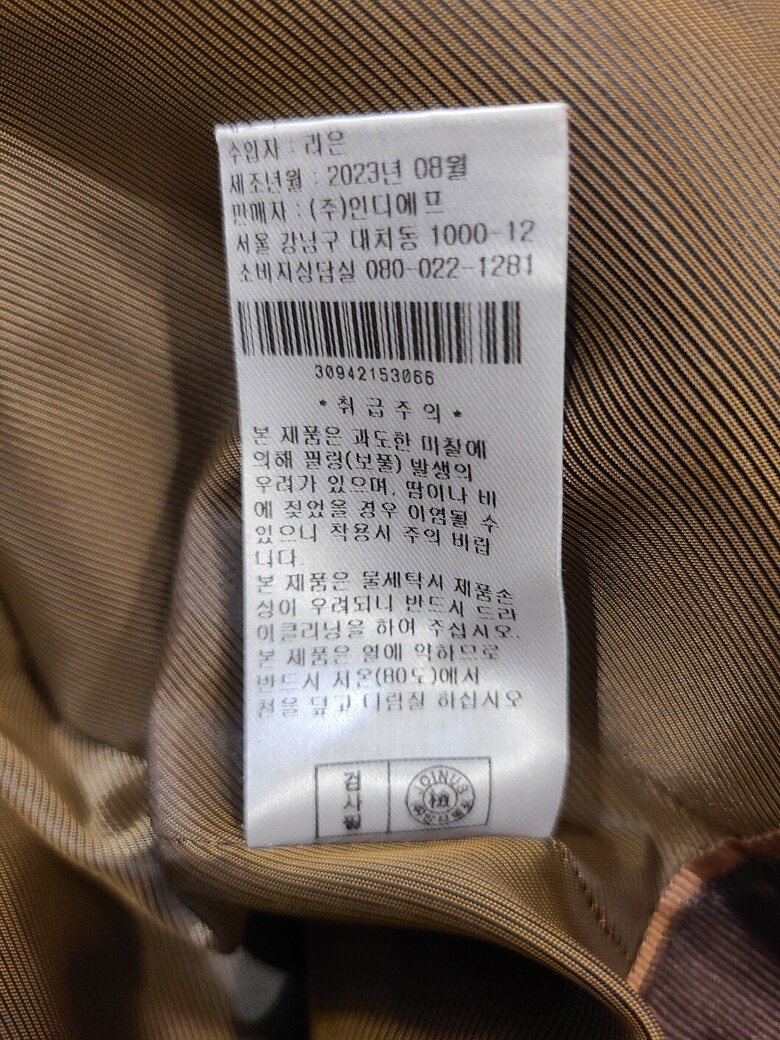 수입자 : 라은
제조년월 : 2023년 08월
판매자 : (주)인디에프
서울 강남구 대치동 1000-12
소비자상담실 080-022-1281
30942153066
*취급주의*
본 제품은 과도한 마찰에
의해 필링(보풀) 발생의
우려가 있으며, 땀이나 비
에 젖었을 경우 이염될 수
있으니 착용시 주의 바랍
니다.
본 제품은 물세탁시 제품손
상이 우려되니 반드시 드라
이클리닝을 하여 주십시오.
본 제품은 열에 약하므로
반드시 저온(80도)에서
천을 덮고 다림질 하십시오
검사필
JOINUS